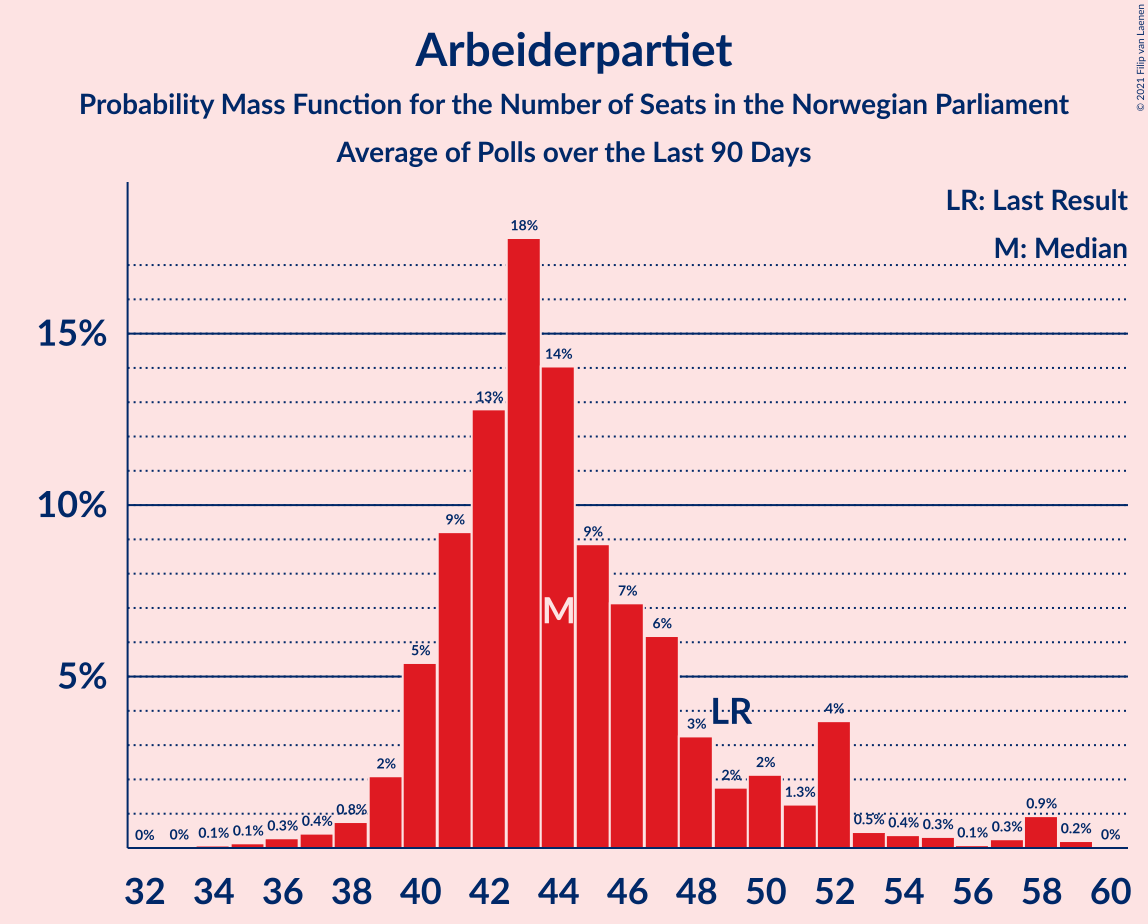 Arbeiderpartiet
Probability Mass Function for the Number of Seats in the Norwegian Parliament
Average of Polls over the Last 90 Days
© 2021 Filip van Laenen
LR: Last Result
M: Median
15%
10%
5%
0% 0% 0.1% 0.1% 0.3% 0.4% 0.8% 2% 5% 9% 13% 18% 14% 9% 7% 6% 3% 2% 2% 1.3% 4% 0.5% 0.4% 0.3% 0.1% 0.3% 0.9% 0.2% 0%
M
LR
32 34 36 38 40 42 44 46 48 50 52 54 56 58 60